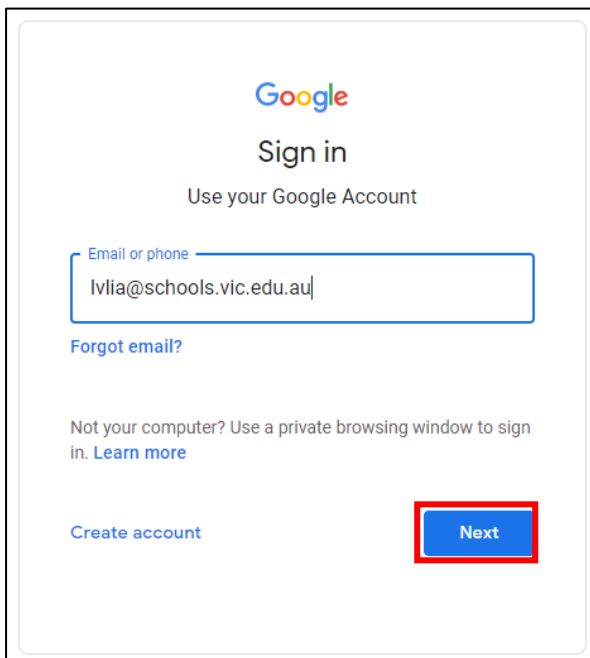 Google
Sign in
Use your Google Account
Email or phone
lvlia@schools.vic.edu.au
Forgot email?
Not your computer? Use a private browsing window to sign
in. Learn more
Create account
Next